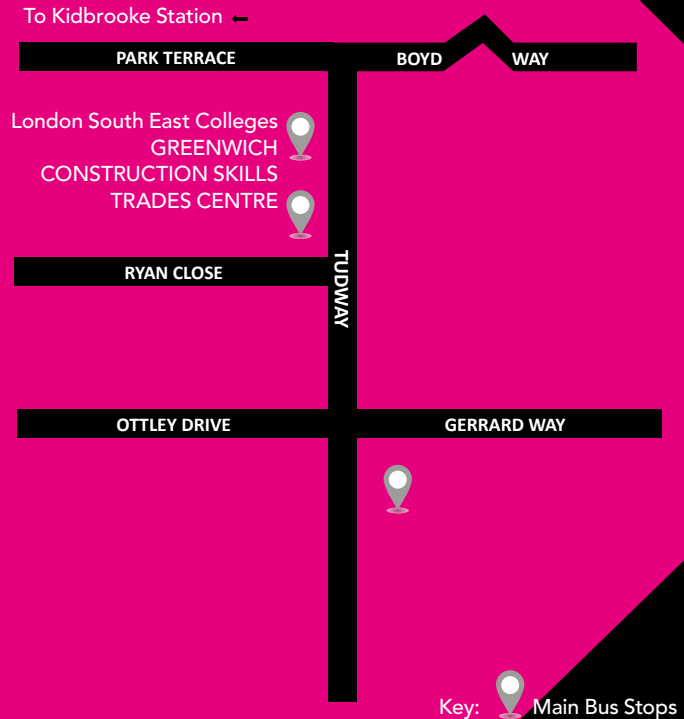 To Kidbrooke Station ←
PARK TERRACE
BOYD WAY
London South East Colleges
GREENWICH
CONSTRUCTION SKILLS
TRADES CENTRE
TUDWAY
RYAN CLOSE
OTTLEY DRIVE
GERRARD WAY
Key: Main Bus Stops